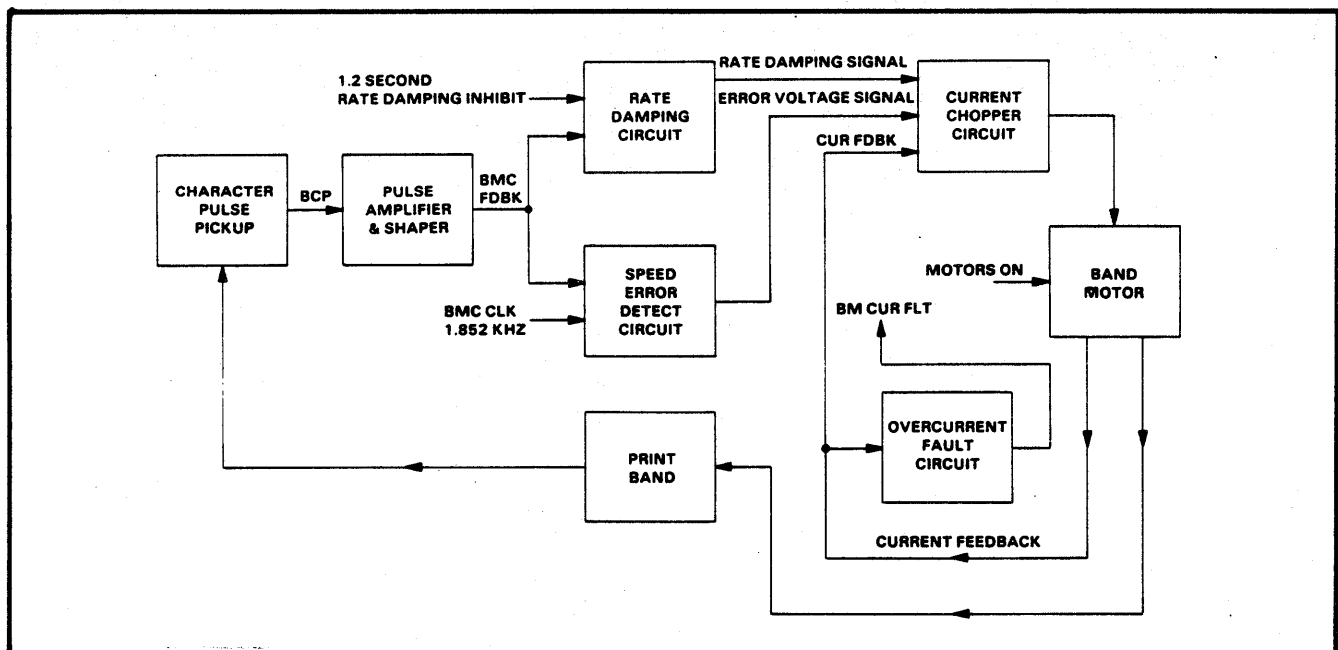 1.2 SECOND
RATE DAMPING INHIBIT
RATE
DAMPING
CIRCUIT
RATE DAMPING SIGNAL
ERROR VOLTAGE SIGNAL
CUR FDBK
CURRENT
CHOPPER
CIRCUIT
CHARACTER
PULSE
PICKUP
BCP
PULSE
AMPLIFIER
& SHAPER
BMC
FDBK
BMC CLK
1.852 KHZ
SPEED
ERROR
DETECT
CIRCUIT
MOTORS ON
BAND
MOTOR
BM CUR FLT
OVERCURRENT
FAULT
CIRCUIT
PRINT
BAND
CURRENT FEEDBACK